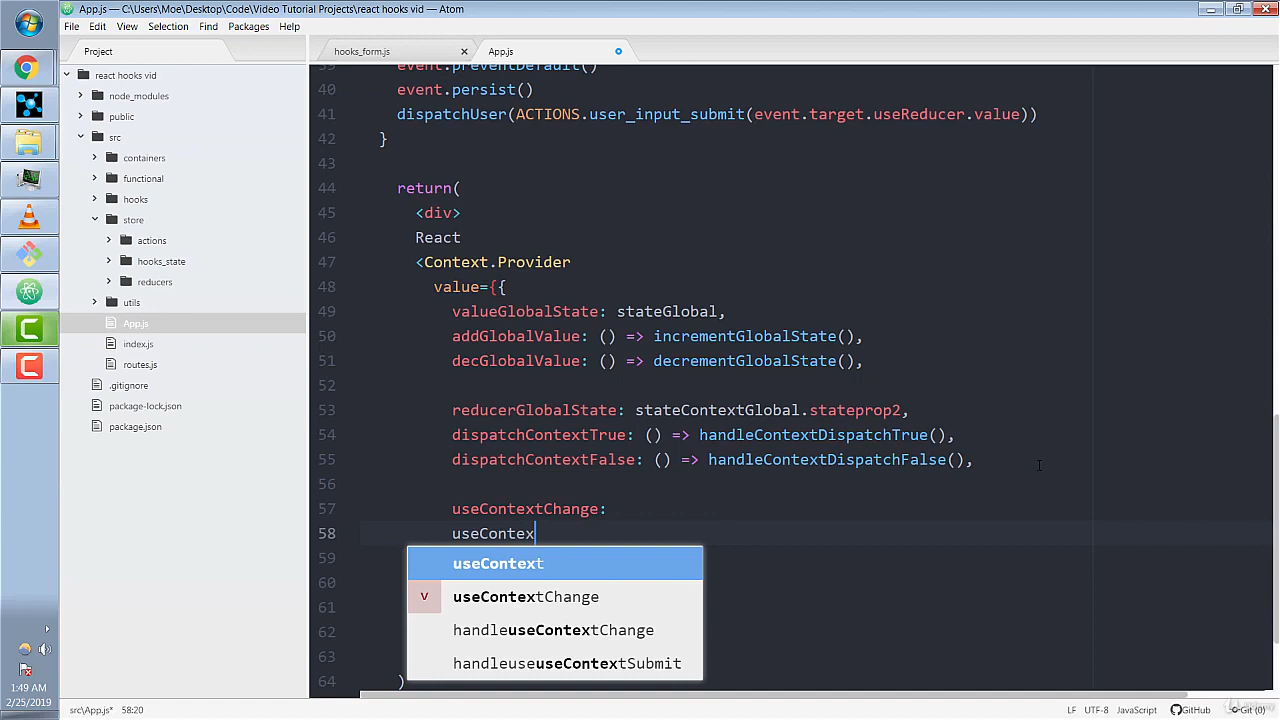 App.js — C:\Users\Moe\Desktop\Code\Video Tutorial Projects\react hooks vid — Atom
File Edit View Selection Find Packages Help
Project
react hooks vid
node_modules
public
src
containers
functional
hooks
store
actions
hooks_state
reducers
utils
App.js
index.js
routes.js
.gitignore
package-lock.json
package.json
hooks_form.js
App.js
39 event.preventDefault()
40 event.persist()
41 dispatchUser(ACTIONS.user_input_submit(event.target.useReducer.value))
42 }
43
44 return(
45 <div>
46 React
47 <Context.Provider
48 value={{
49 valueGlobalState: stateGlobal,
50 addGlobalValue: () => incrementGlobalState(),
51 decGlobalValue: () => decrementGlobalState(),
52
53 reducerGlobalState: stateContextGlobal.stateprop2,
54 dispatchContextTrue: () => handleContextDispatchTrue(),
55 dispatchContextFalse: () => handleContextDispatchFalse(),
56
57 useContextChange:
58 useContex
59
60
61
62
63
64 )
useContext
v useContextChange
handleuseContextChange
handleuseuseContextSubmit
1:49 AM
2/25/2019
src\App.js* 58:20
LF UTF-8 JavaScript GitHub Git (0)